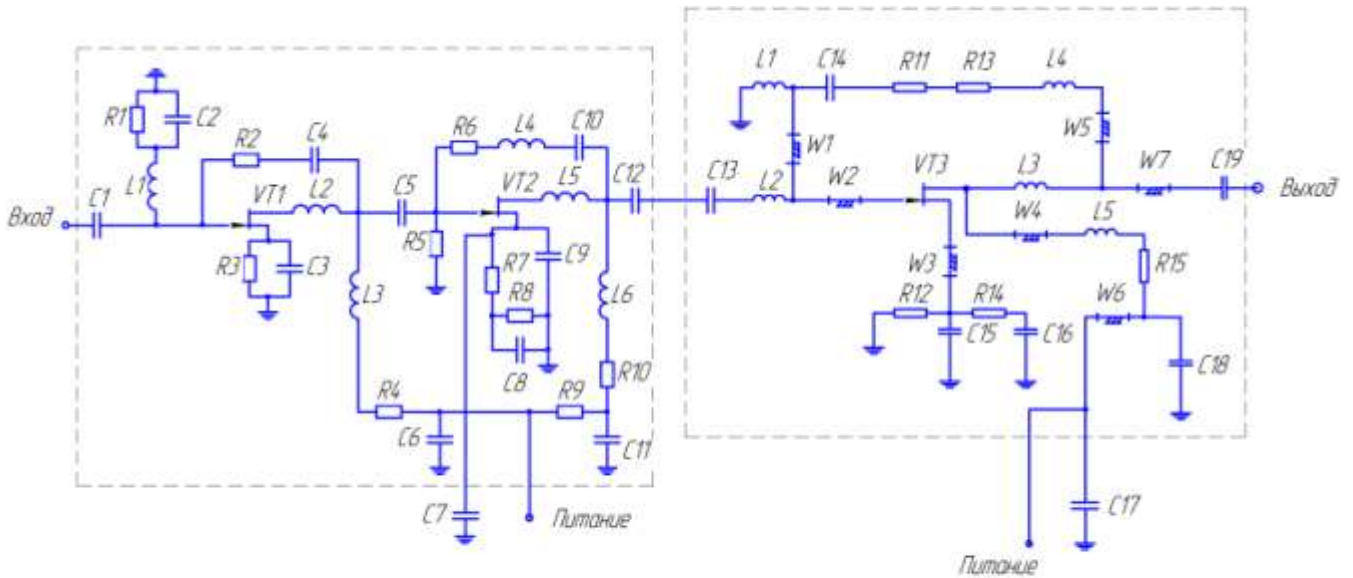 L1
C14
R11
R13
L4
R1
C2
R2
C4
R6
L4
C10
W1
W5
L1
VT1
L2
C5
VT2
L5
C12
C13
L2
W2
VT3
L3
W7
C19
Вход
C1
Выход
R3
C3
R5
C9
W3
W4
L5
R7
R15
L3
R8
L6
R12
R14
W6
C15
C16
C8
R10
C18
R4
R9
C6
C11
C7
Питание
C17
Питание